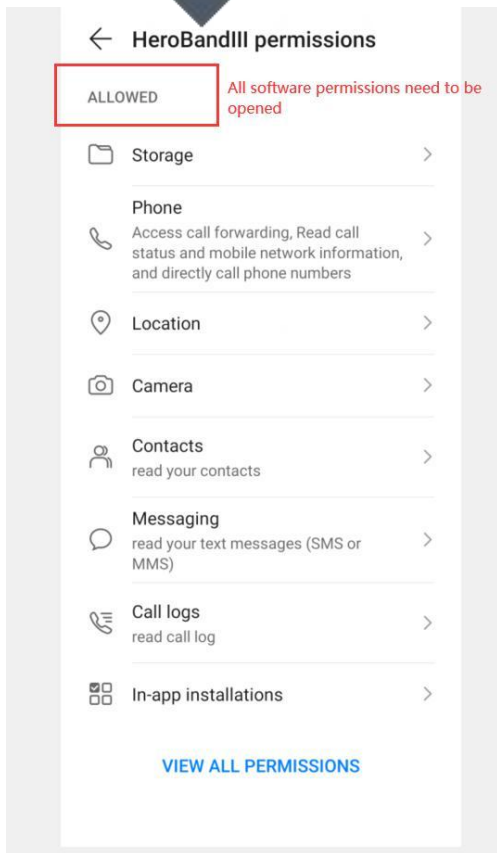 HeroBandIII permissions
ALLOWED
All software permissions need to be
opened
Storage
Phone
Access call forwarding, Read call
status and mobile network information,
and directly call phone numbers
Location
Camera
Contacts
read your contacts
Messaging
read your text messages (SMS or
MMS)
Call logs
read call log
In-app installations
VIEW ALL PERMISSIONS